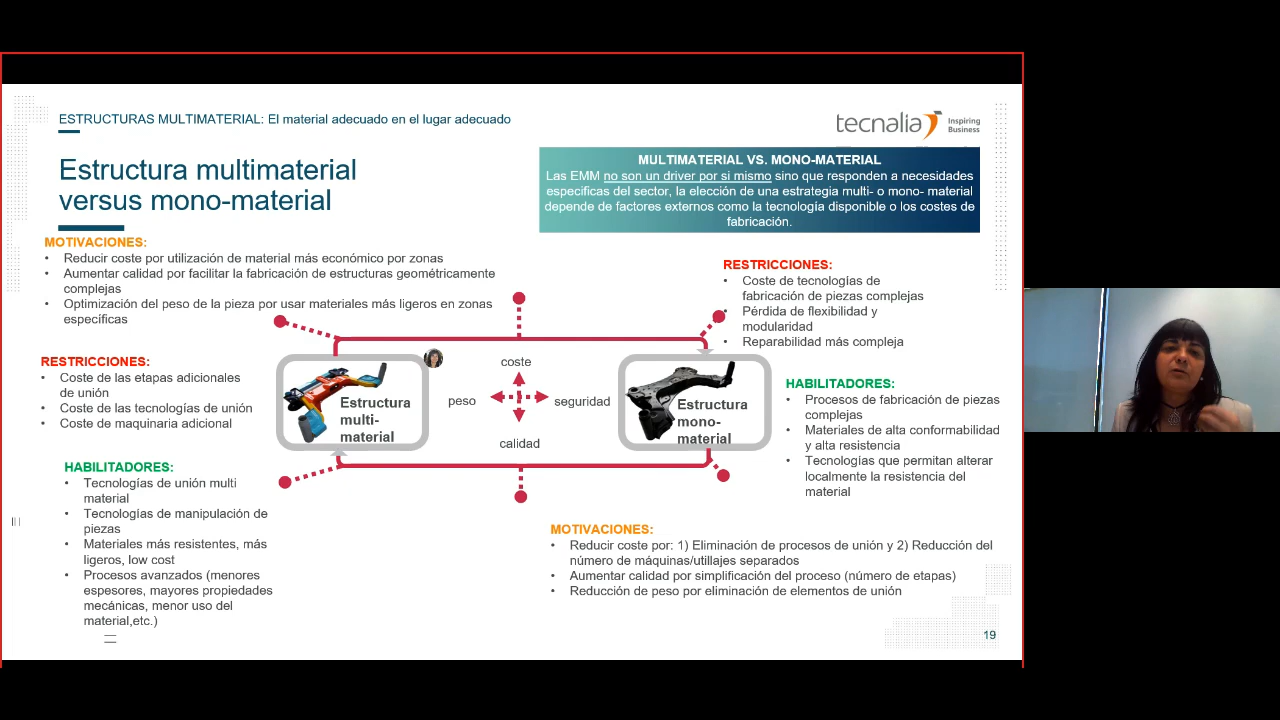 ESTRUCTURAS MULTIMATERIAL: El material adecuado en el lugar adecuado
tecnalia
Inspiring
Business
Estructura multimaterial
versus mono-material
MULTIMATERIAL VS. MONO-MATERIAL
Las EMM no son un driver por si mismo sino que responden a necesidades
especificas del sector, la elección de una estrategia multi- o mono- material
depende de factores externos como la tecnología disponible o los costes de
fabricación.
MOTIVACIONES:
• Reducir coste por utilización de material más económico por zonas
• Aumentar calidad por facilitar la fabricación de estructuras geométricamente
complejas
• Optimización del peso de la pieza por usar materiales más ligeros en zonas
específicas
RESTRICCIONES:
• Coste de tecnologías de
fabricación de piezas complejas
• Pérdida de flexibilidad y
modularidad
• Reparabilidad más compleja
RESTRICCIONES:
• Coste de las etapas adicionales
de unión
• Coste de las tecnologías de unión
• Coste de maquinaria adicional
Estructura
multi-
material
coste
peso
seguridad
calidad
Estructura
mono-
material
HABILITADORES:
• Procesos de fabricación de piezas
complejas
• Materiales de alta conformabilidad
y alta resistencia
• Tecnologías que permitan alterar
localmente la resistencia del
material
HABILITADORES:
• Tecnologías de unión multi
material
• Tecnologías de manipulación de
piezas
• Materiales más resistentes, más
ligeros, low cost
• Procesos avanzados (menores
espesores, mayores propiedades
mecánicas, menor uso del
material,etc.)
MOTIVACIONES:
• Reducir coste por: 1) Eliminación de procesos de unión y 2) Reducción del
número de máquinas/utillajes separados
• Aumentar calidad por simplificación del proceso (número de etapas)
• Reducción de peso por eliminación de elementos de unión
19